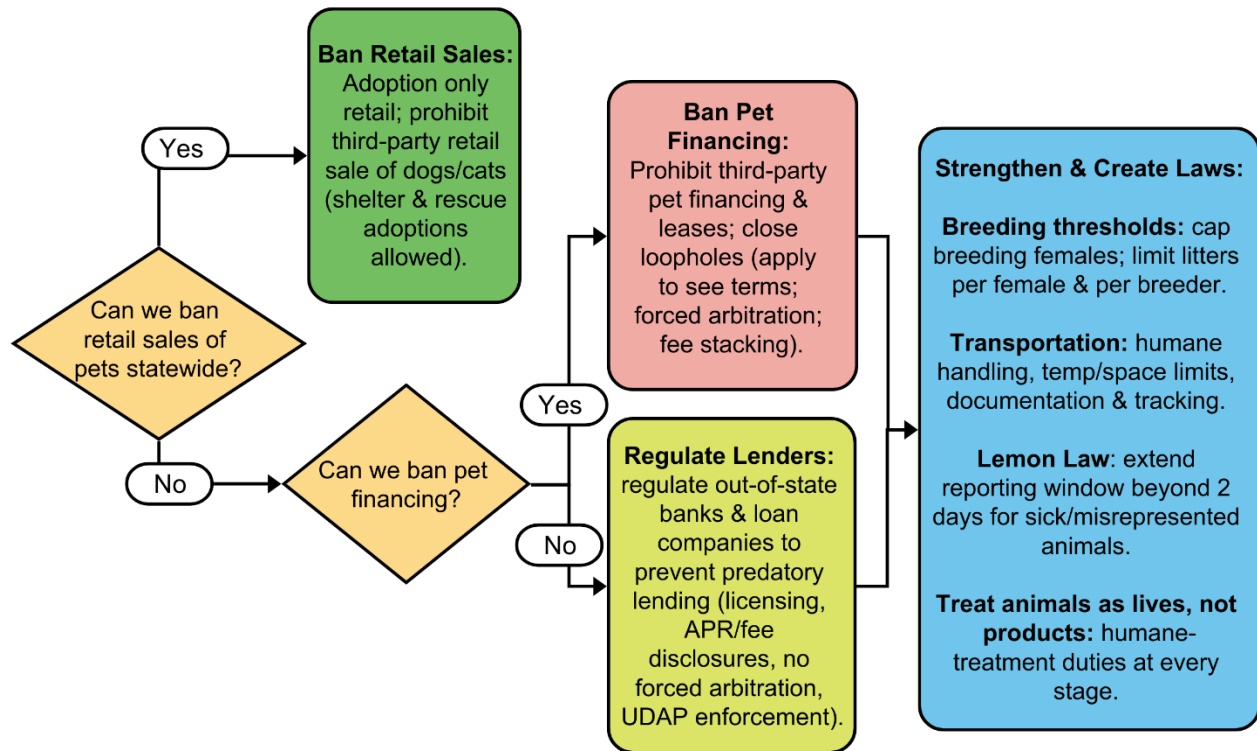 Can we ban
retail sales of
pets statewide?
Yes
Ban Retail Sales:
Adoption only
retail; prohibit
third-party retail
sale of dogs/cats
(shelter & rescue
adoptions
allowed).
No
Can we ban pet
financing?
Yes
Ban Pet
Financing:
Prohibit third-party
pet financing &
leases; close
loopholes (apply
to see terms;
forced arbitration;
fee stacking).
No
Regulate Lenders:
regulate out-of-state
banks & loan
companies to
prevent predatory
lending (licensing,
APR/fee
disclosures, no
forced arbitration,
UDAP enforcement).
Strengthen & Create Laws:
Breeding thresholds: cap
breeding females; limit litters
per female & per breeder.
Transportation: humane
handling, temp/space limits,
documentation & tracking.
Lemon Law: extend
reporting window beyond 2
days for sick/misrepresented
animals.
Treat animals as lives, not
products: humane-
treatment duties at every
stage.